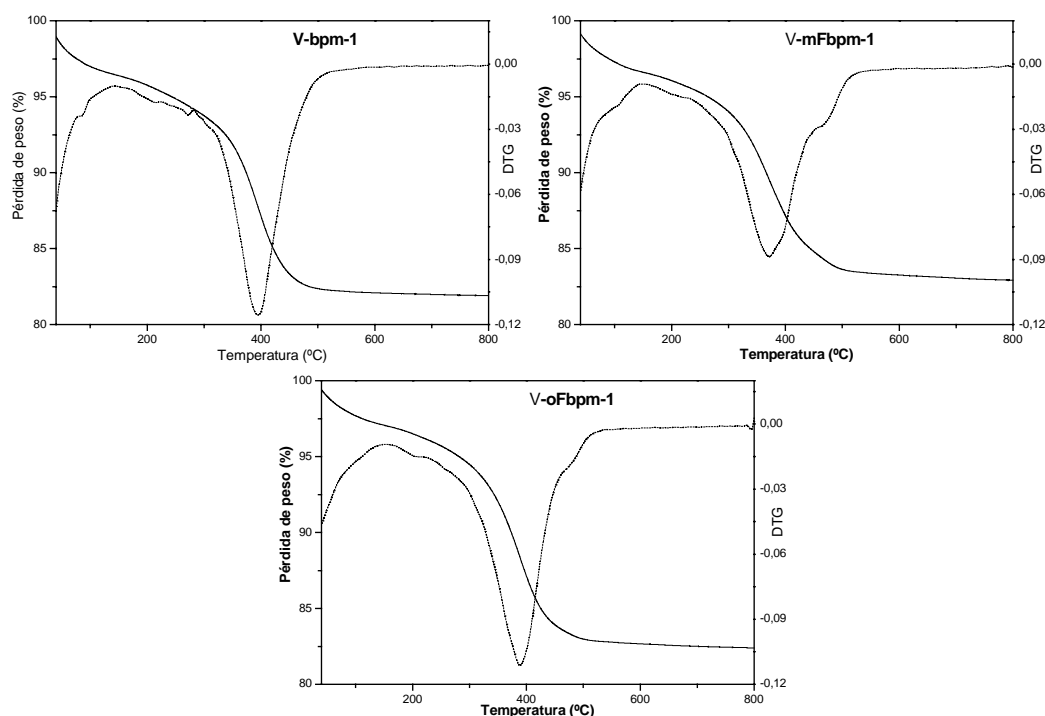 V-bpm-1
100
95
90
85
80
Pérdida de peso (%)
0,00
-0,03
-0,06
-0,09
-0,12
DTG
200 400 600 800
Temperatura (ºC)
V-mFbpm-1
100
95
90
85
80
Pérdida de peso (%)
0,00
-0,03
-0,06
-0,09
-0,12
DTG
200 400 600 800
Temperatura (ºC)
V-oFbpm-1
100
95
90
85
80
Pérdida de peso (%)
0,00
-0,03
-0,06
-0,09
-0,12
DTG
200 400 600 800
Temperatura (ºC)